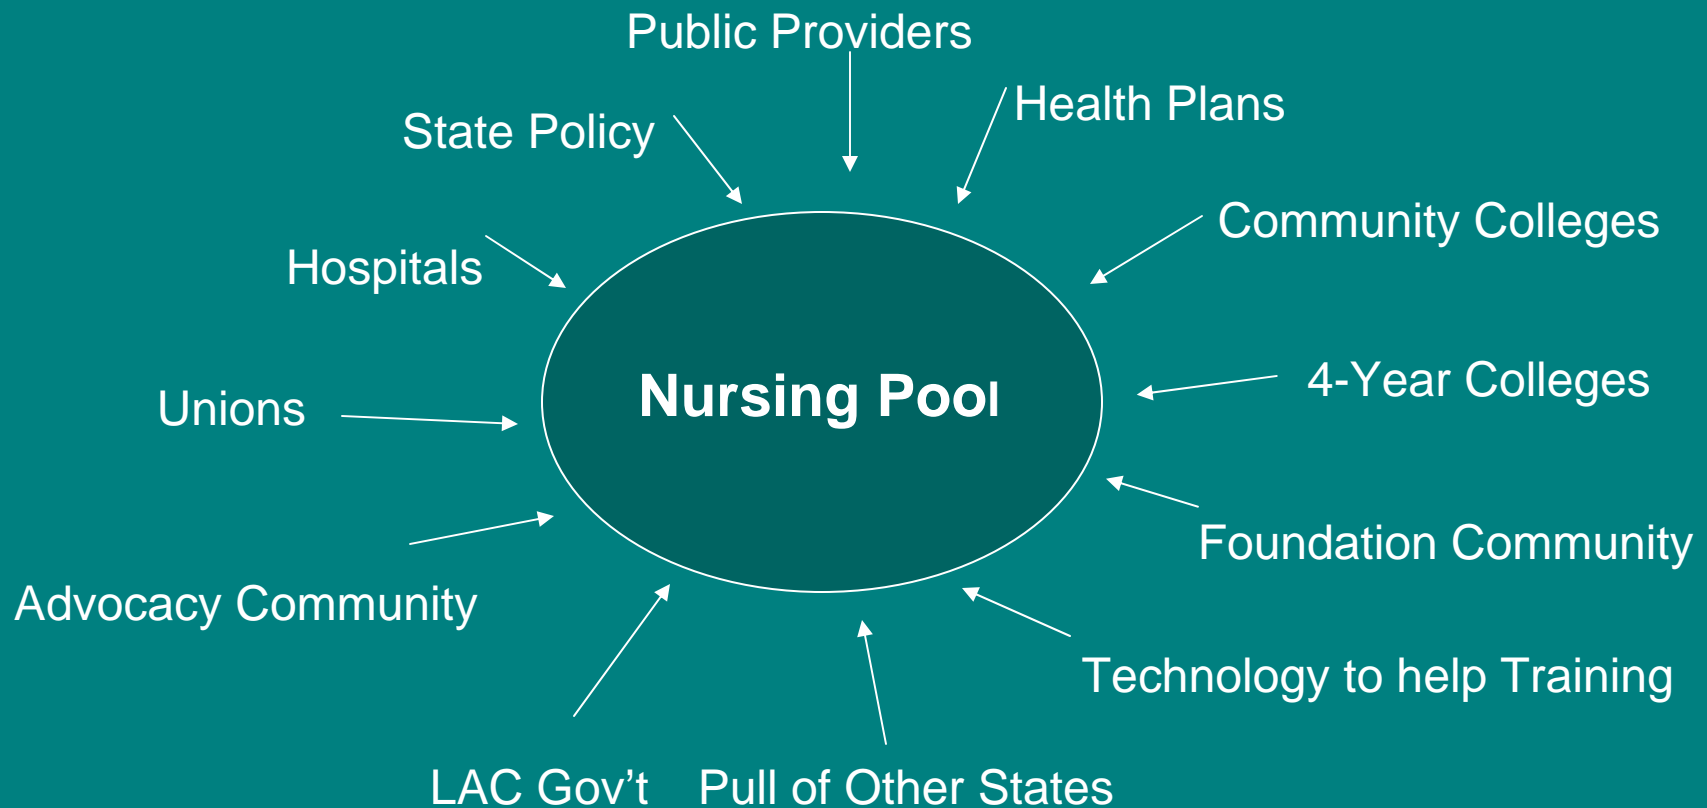 Public Providers
Health Plans
State Policy
Community Colleges
Hospitals
Nursing Pool
4-Year Colleges
Unions
Foundation Community
Advocacy Community
Technology to help Training
LAC Gov’t
Pull of Other States